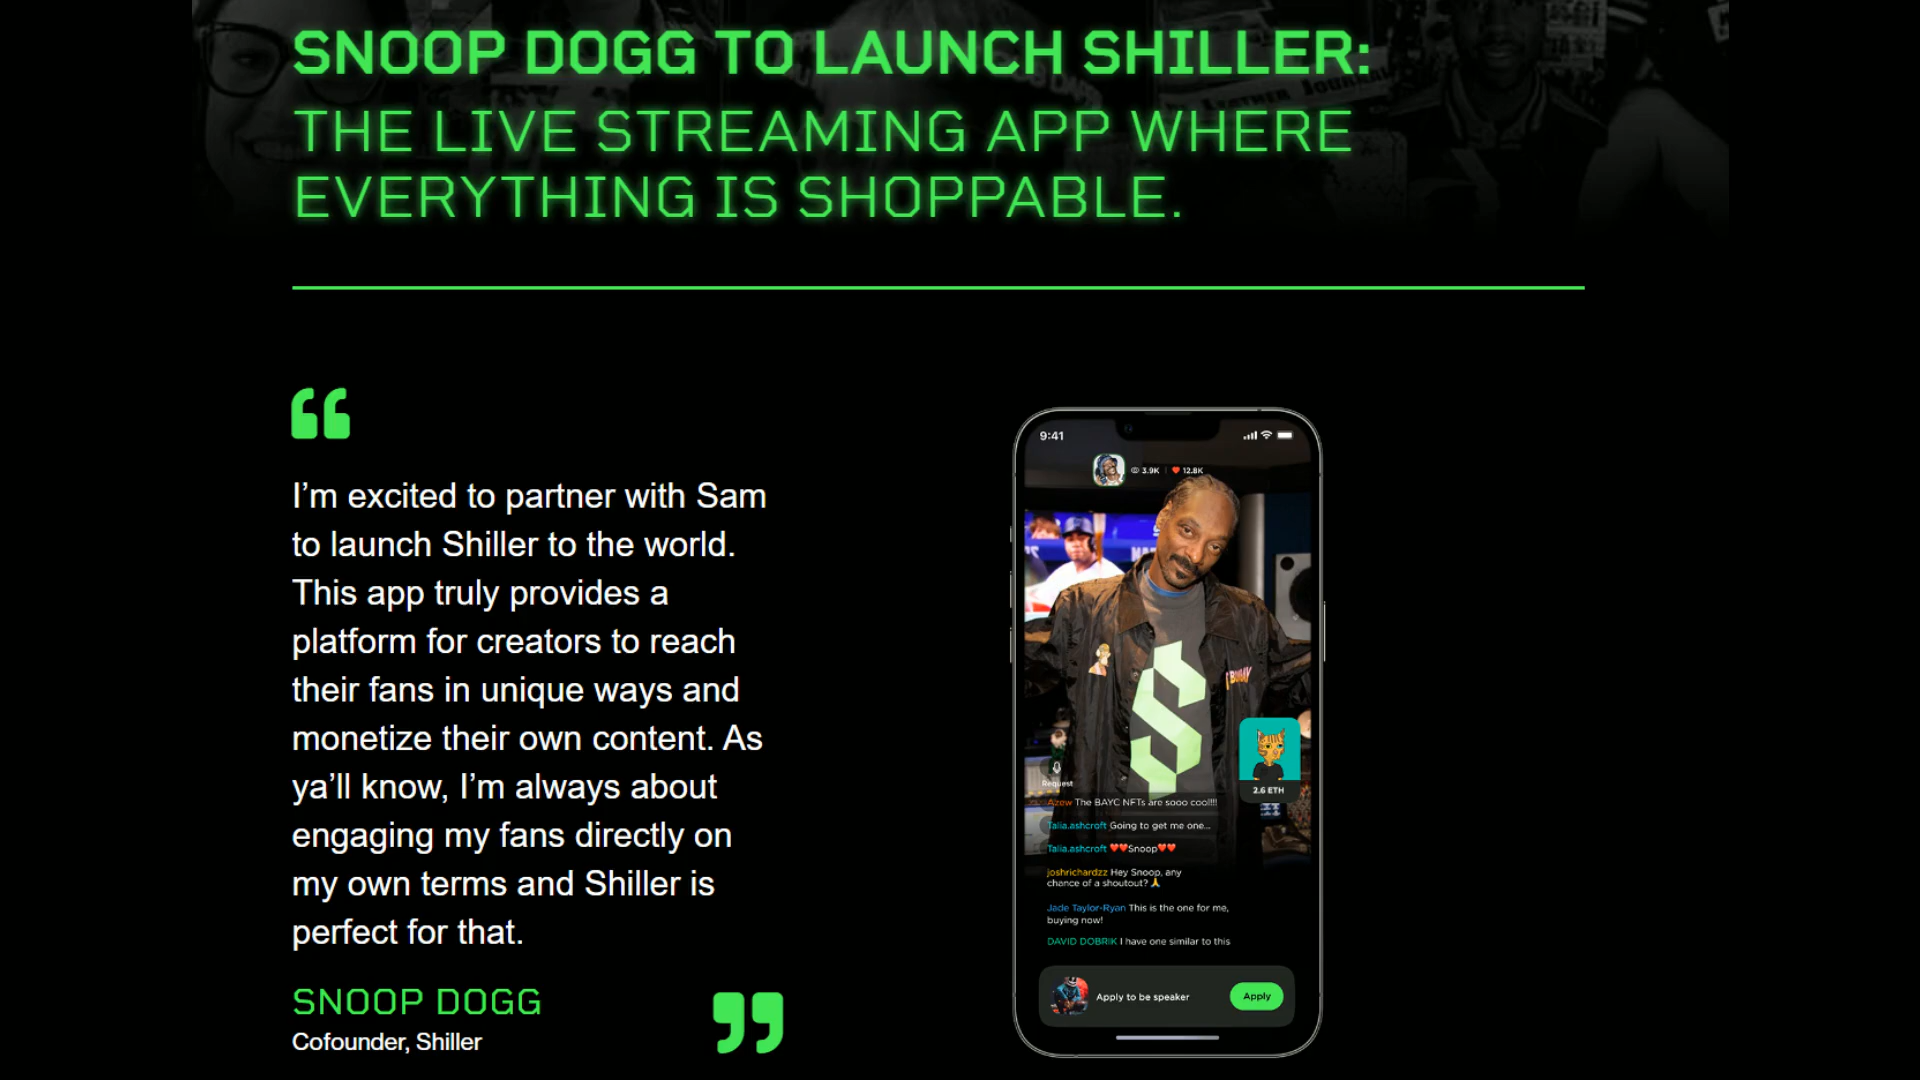 SNOOP DOGG TO LAUNCH SHILLER:
THE LIVE STREAMING APP WHERE
EVERYTHING IS SHOPPABLE.
“
I’m excited to partner with Sam
to launch Shiller to the world.
This app truly provides a
platform for creators to reach
their fans in unique ways and
monetize their own content. As
ya’ll know, I’m always about
engaging my fans directly on
my own terms and Shiller is
perfect for that.
SNOOP DOGG
Cofounder, Shiller
”
9:41
3.9K | 12.8K
2.6 ETH
Request
Azew The BAYC NFTs are sooo cool!!!!
Talia.ashcroft Going to get me one...
Talia.ashcroft ❤️❤️Snoop❤️❤️
joshrichardzz Hey Snoop, any
chance of a shoutout? 🙏
Jade Taylor-Ryan This is the one for me,
buying now!
DAVID DOBRIK I have one similar to this
Apply to be speaker
Apply